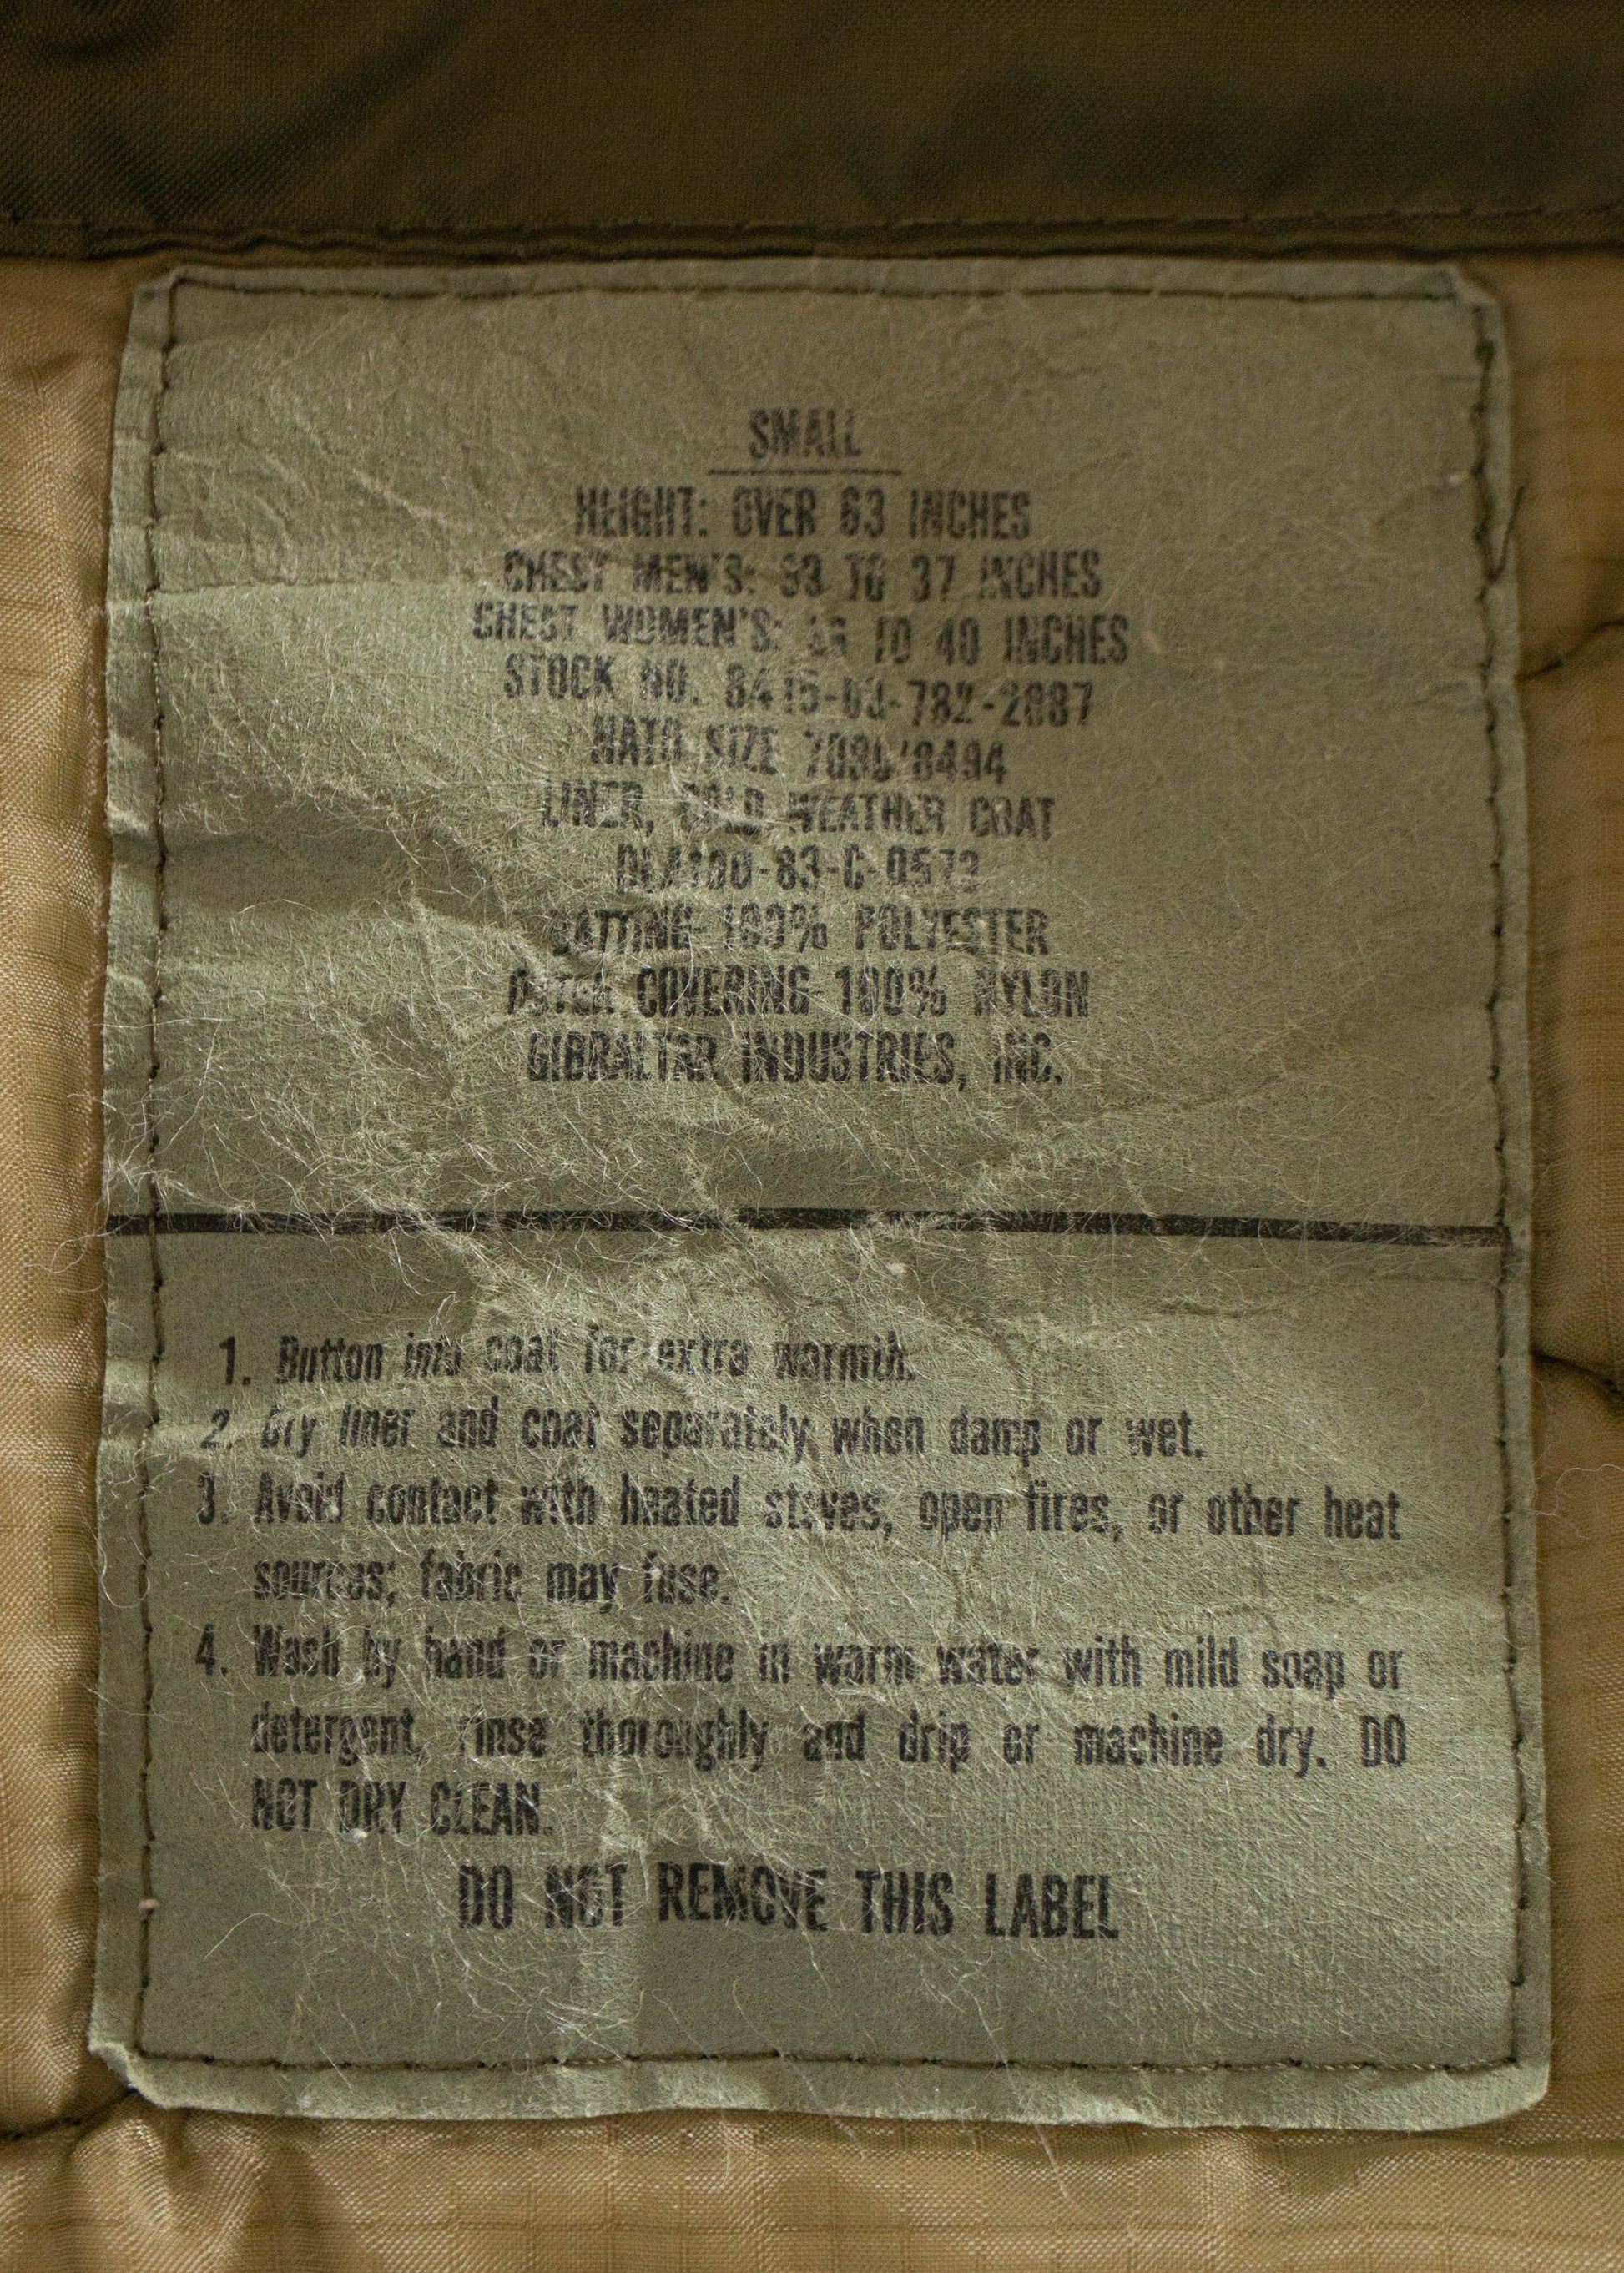 SMALL
HEIGHT: OVER 63 INCHES
CHEST MEN'S: 33 TO 37 INCHES
CHEST WOMEN'S: TO 40 INCHES
STOCK NO.
NATO SIZE
LINER, COLD WEATHER COAT
BATTING-100% POLYESTER
COVERING-100% NYLON
GIBRALTAR INDUSTRIES, INC.
1. Button into coat for extra warmth.
2. Dry liner and coat separately when damp or wet.
3. Avoid contact with heated stoves, open fires, or other heat
sources; fabric may fuse.
4. Wash by hand or machine in warm water with mild soap or
detergent, rinse thoroughly and drip or machine dry. DO
NOT DRY CLEAN.
DO NOT REMOVE THIS LABEL